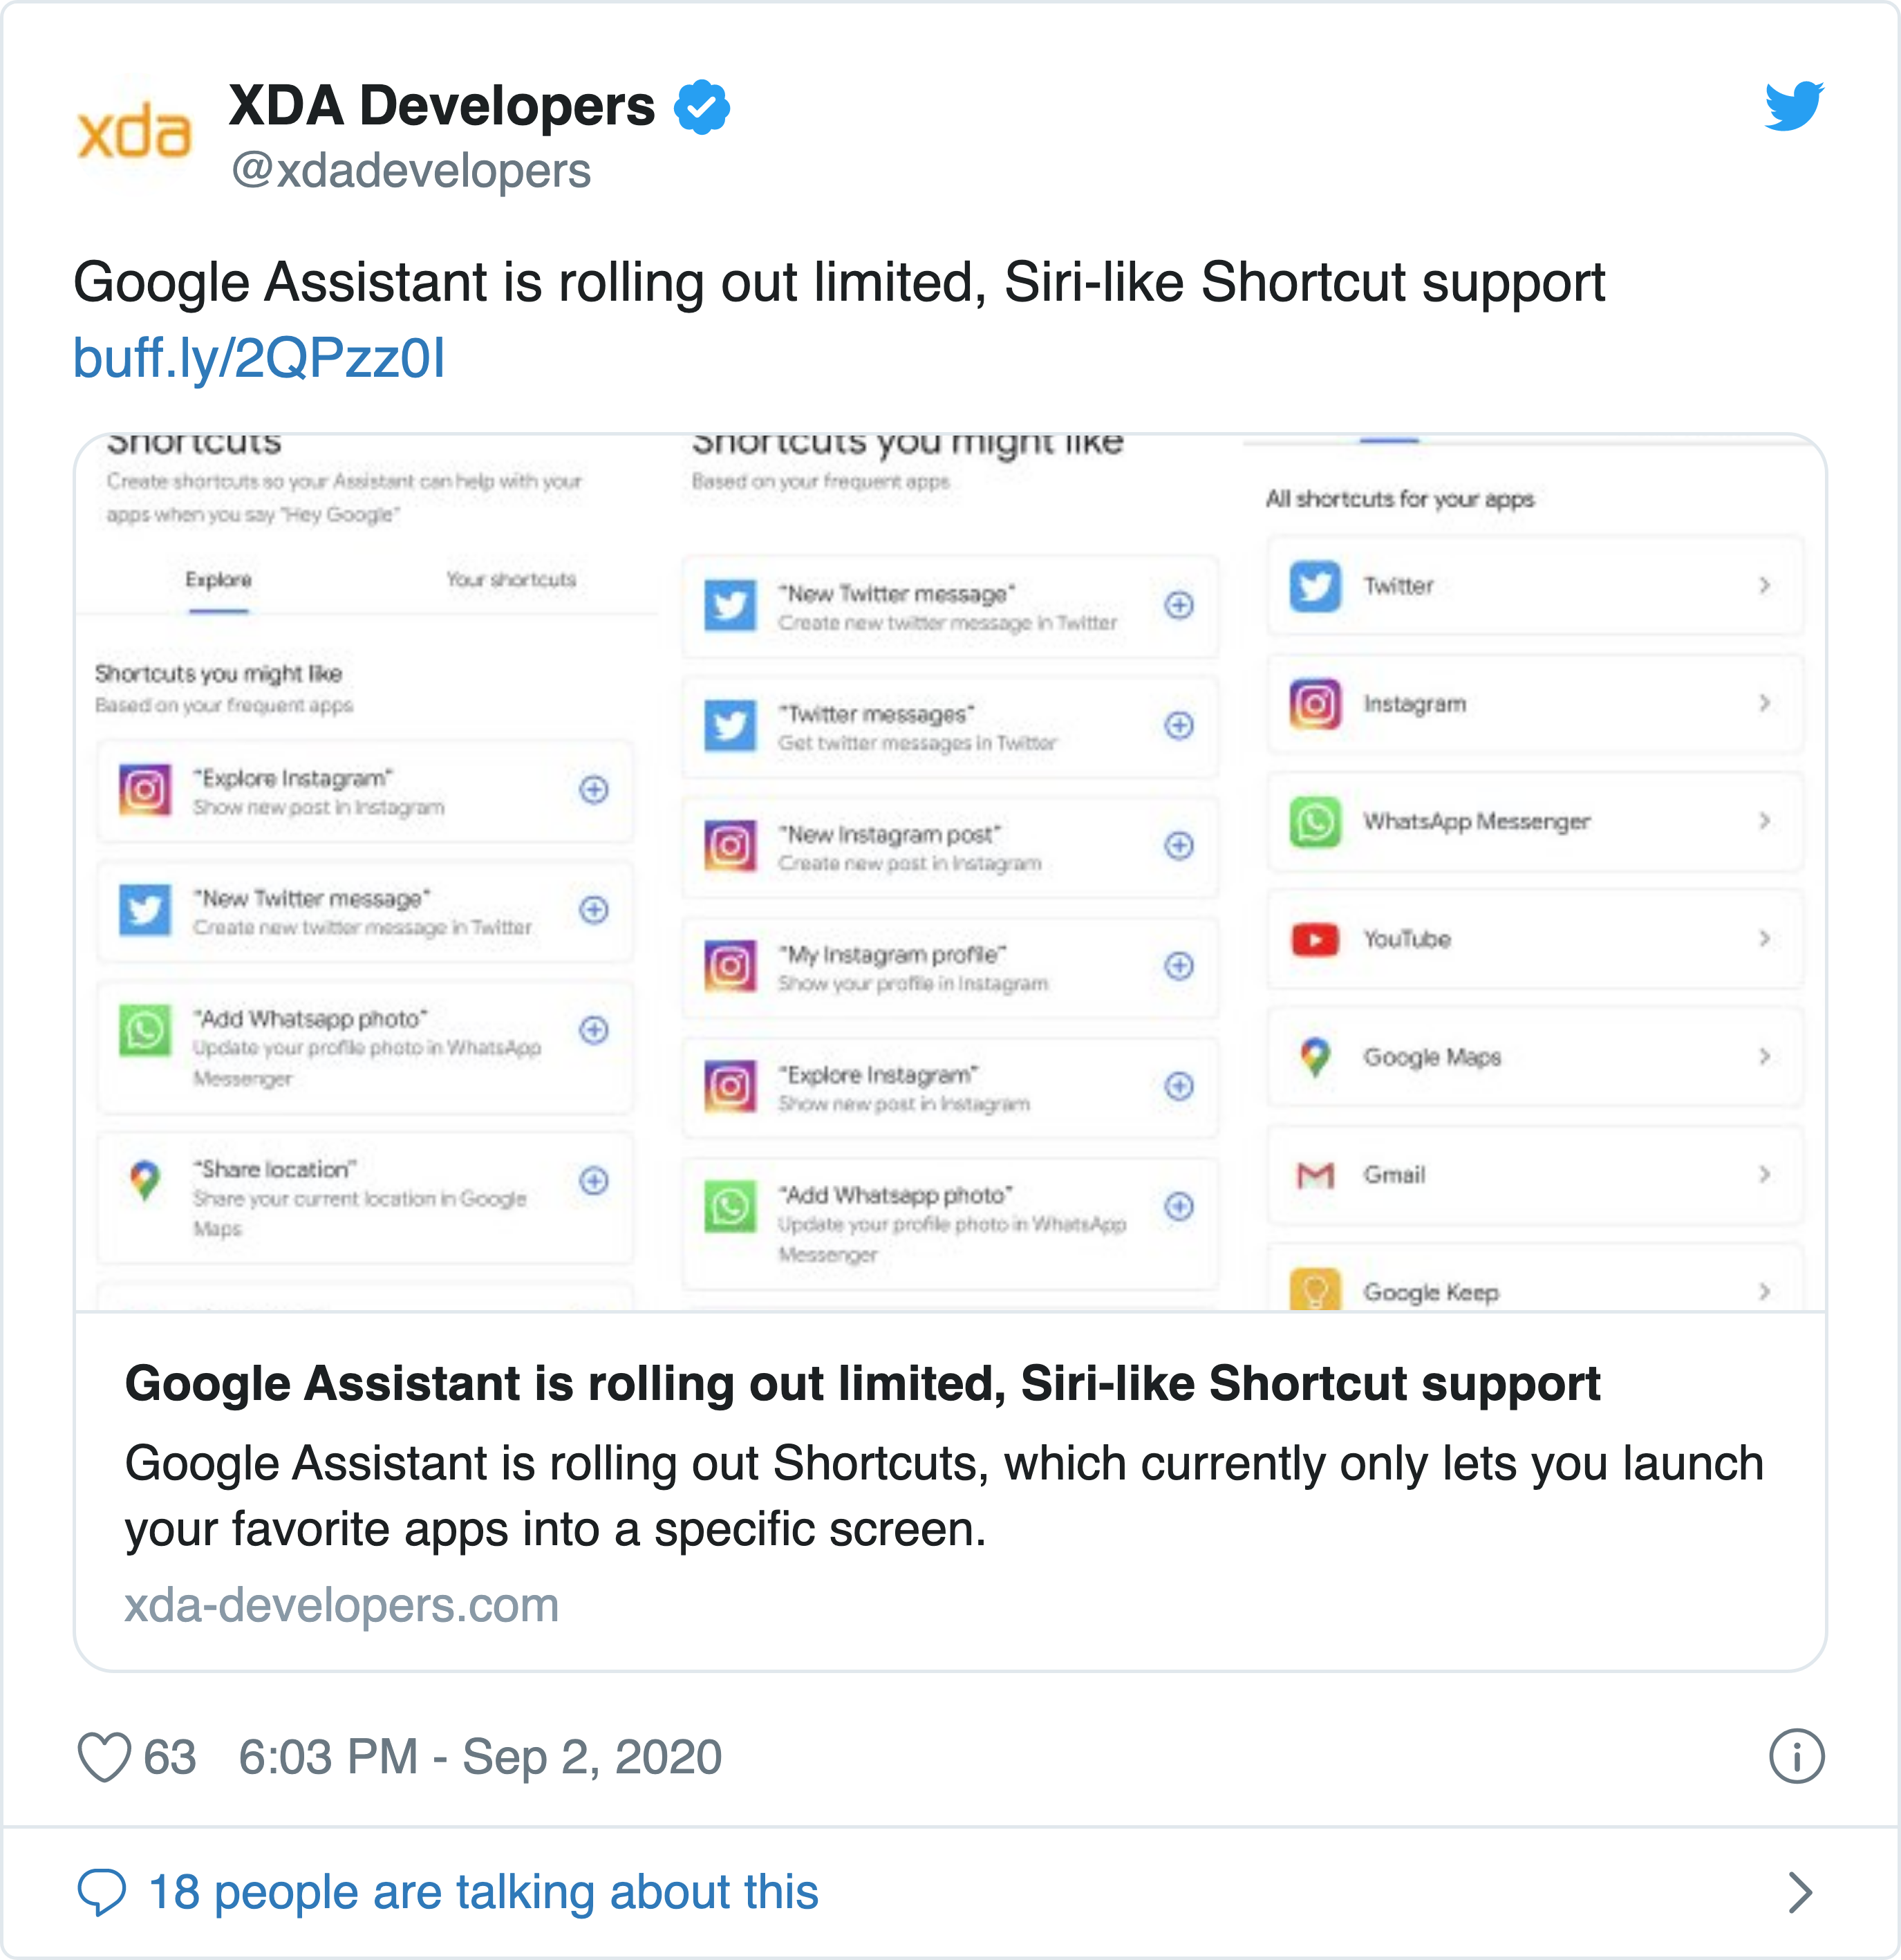 xda
XDA Developers
@xdadevelopers
Google Assistant is rolling out limited, Siri-like Shortcut support
buff.ly/2QPzz0I
Shortcuts
Create shortcuts so your Assistant can help with your
apps when you say "Hey Google"
Explore
Your shortcuts
Shortcuts you might like
Based on your frequent apps
"Explore Instagram"
Show new post in Instagram
"New Twitter message"
Create new twitter message in Twitter
"Add Whatsapp photo"
Update your profile photo in WhatsApp
Messenger
"Share location"
Share your current location in Google
Maps
Shortcuts you might like
Based on your frequent apps
"New Twitter message"
Create new twitter message in Twitter
"Twitter messages"
Get twitter messages in Twitter
"New Instagram post"
Create new post in Instagram
"My Instagram profile"
Show your profile in Instagram
"Explore Instagram"
Show new post in Instagram
"Add Whatsapp photo"
Update your profile photo in WhatsApp
Messenger
All shortcuts for your apps
Twitter
Instagram
WhatsApp Messenger
YouTube
Google Maps
Gmail
Google Keep
Google Assistant is rolling out limited, Siri-like Shortcut support
Google Assistant is rolling out Shortcuts, which currently only lets you launch
your favorite apps into a specific screen.
xda-developers.com
63 6:03 PM - Sep 2, 2020
18 people are talking about this